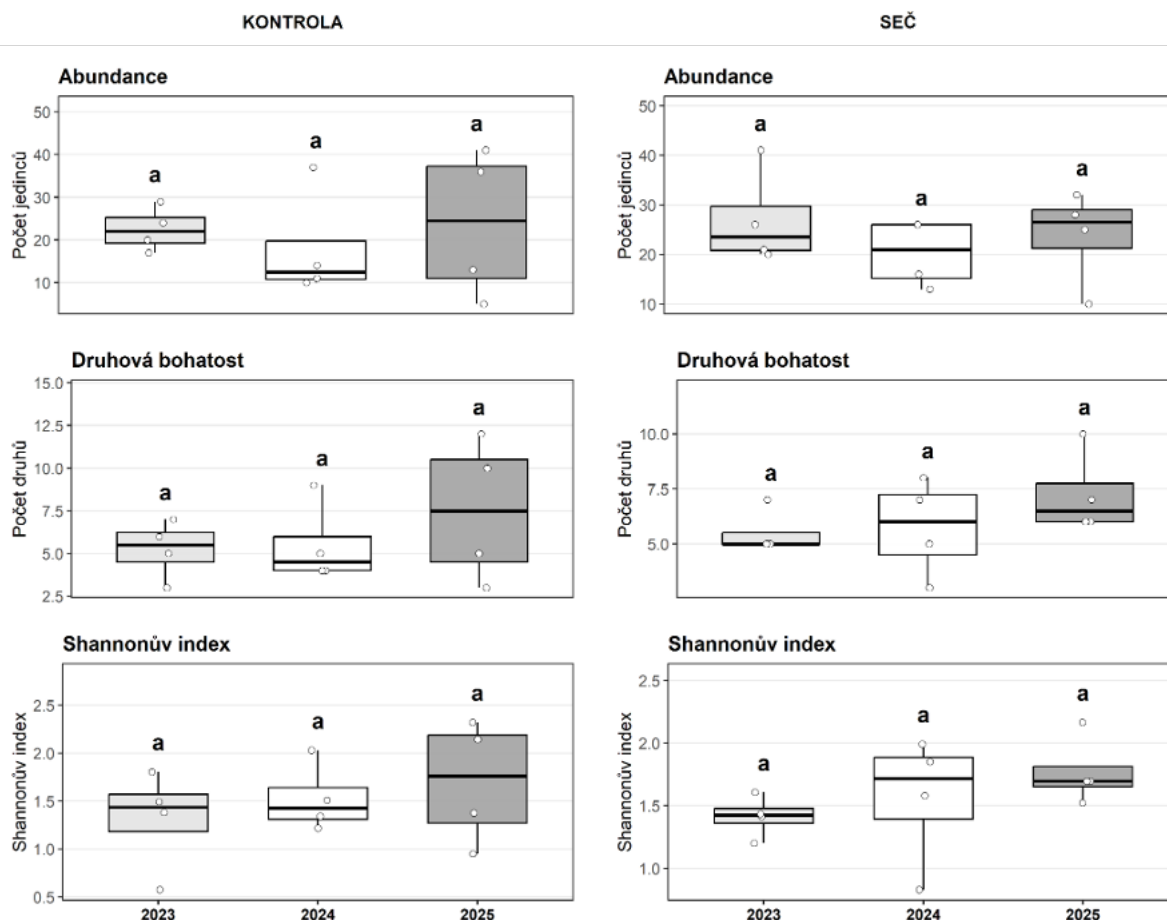 KONTROLA
SEČ
Abundance
Počet jedinců
50
40
30
20
10
a
a
a
Abundance
Počet jedinců
50
40
30
20
10
a
a
a
Druhová bohatost
Počet druhů
15.0
12.5
10.0
7.5
5.0
2.5
a
a
a
Druhová bohatost
Počet druhů
10.0
7.5
5.0
a
a
a
Shannonův index
Shannonův index
2.5
2.0
1.5
1.0
0.5
a
a
a
2023
2024
2025
Shannonův index
Shannonův index
2.5
2.0
1.5
1.0
a
a
a
2023
2024
2025